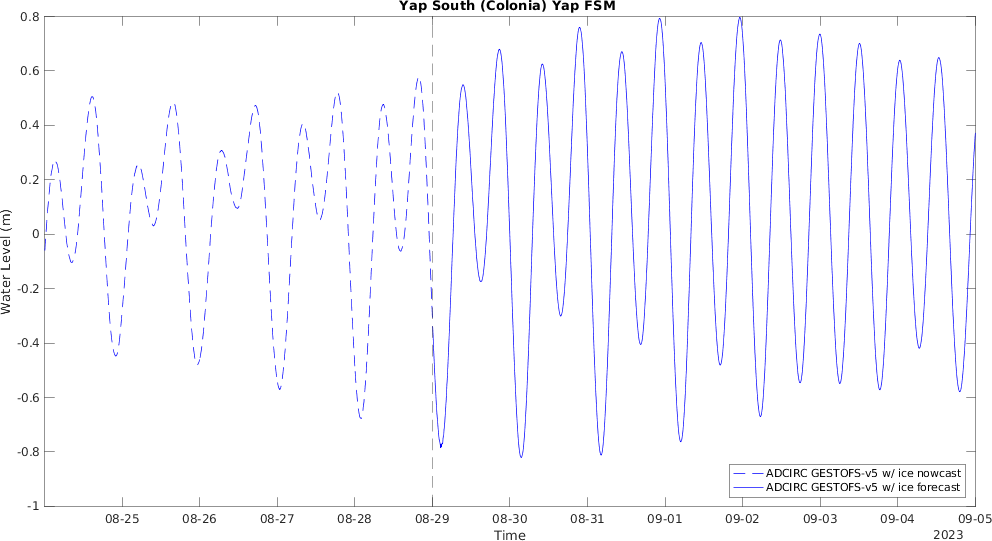 Yap South (Colonia) Yap FSM
0.8
0.6
0.4
0.2
0
-0.2
-0.4
-0.6
-0.8
-1
Water Level (m)
ADCIRC GESTOFS-v5 w/ ice nowcast
ADCIRC GESTOFS-v5 w/ ice forecast
08-25 08-26 08-27 08-28 08-29 08-30 08-31 09-01 09-02 09-03 09-04 09-05
Time
2023